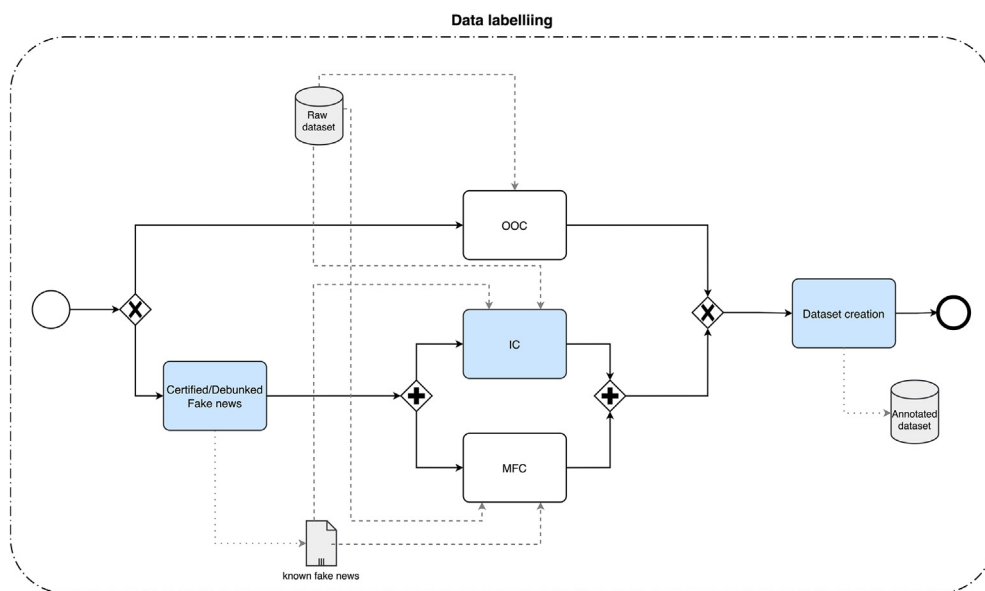 Data labelliing
Raw
dataset
OOC
IC
Dataset creation
Certified/Debunked
Fake news
Annotated
dataset
MFC
known fake news